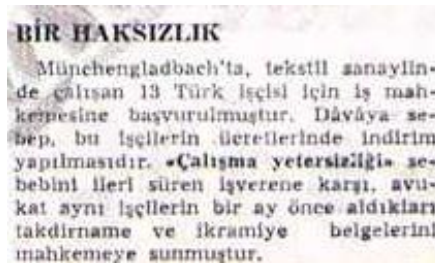 BİR HAKSIZLIK
Münchengladbach'ta, tekstil sanayiin-
de çalışan 13 Türk işçisi için iş mah-
kemesine başvurulmuştur. Dâvâya se-
bep, bu işçilerin ücretlerinde indirim
yapılmasıdır. «Çalışma yetersizliği» se-
bebini ileri süren işverene karşı, avu-
kat aynı işçilerin bir ay önce aldıkları
takdirname ve ikramiye belgelerini
mahkemeye sunmuştur.